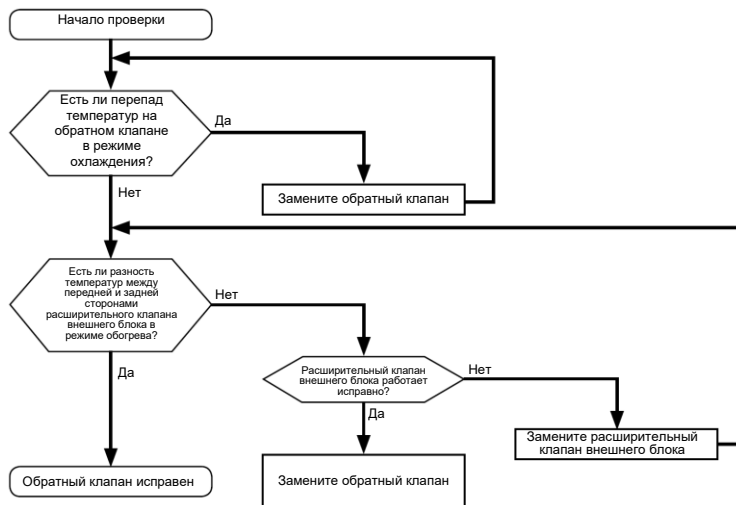 Начало проверки
Есть ли перепад
температур на
обратном клапане
в режиме
охлаждения?
Да
Замените обратный клапан
Нет
Есть ли разность
температур между
передней и задней
сторонами
расширительного клапана
внешнего блока в
режиме обогрева?
Нет
Да
Расширительный клапан
внешнего блока работает
исправно?
Нет
Да
Замените расширительный
клапан внешнего блока
Обратный клапан исправен
Замените обратный клапан